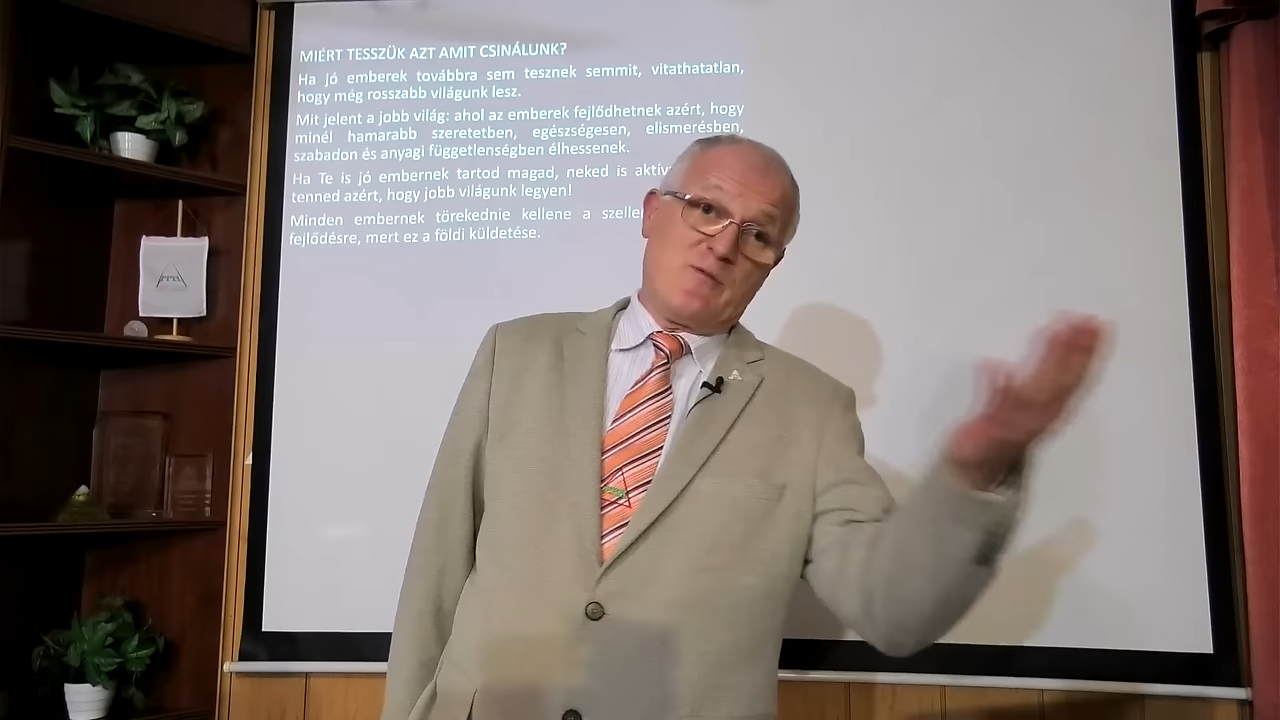 MIÉRT TESSZÜK AZT AMIT CSINÁLUNK?
Ha jó emberek továbbra sem tesznek semmit, vitathatatlan,
hogy még rosszabb világunk lesz.
Mit jelent a jobb világ: ahol az emberek fejlődhetnek azért, hogy
minél hamarabb szeretetben, egészségesen, elismerésben,
szabadon és anyagi függetlenségben élhessenek.
Ha Te is jó embernek tartod magad, neked is
tenned azért, hogy jobb világunk legyen!
Minden embernek törekednie kellene a
fejlődésre, mert ez a földi küldetése.